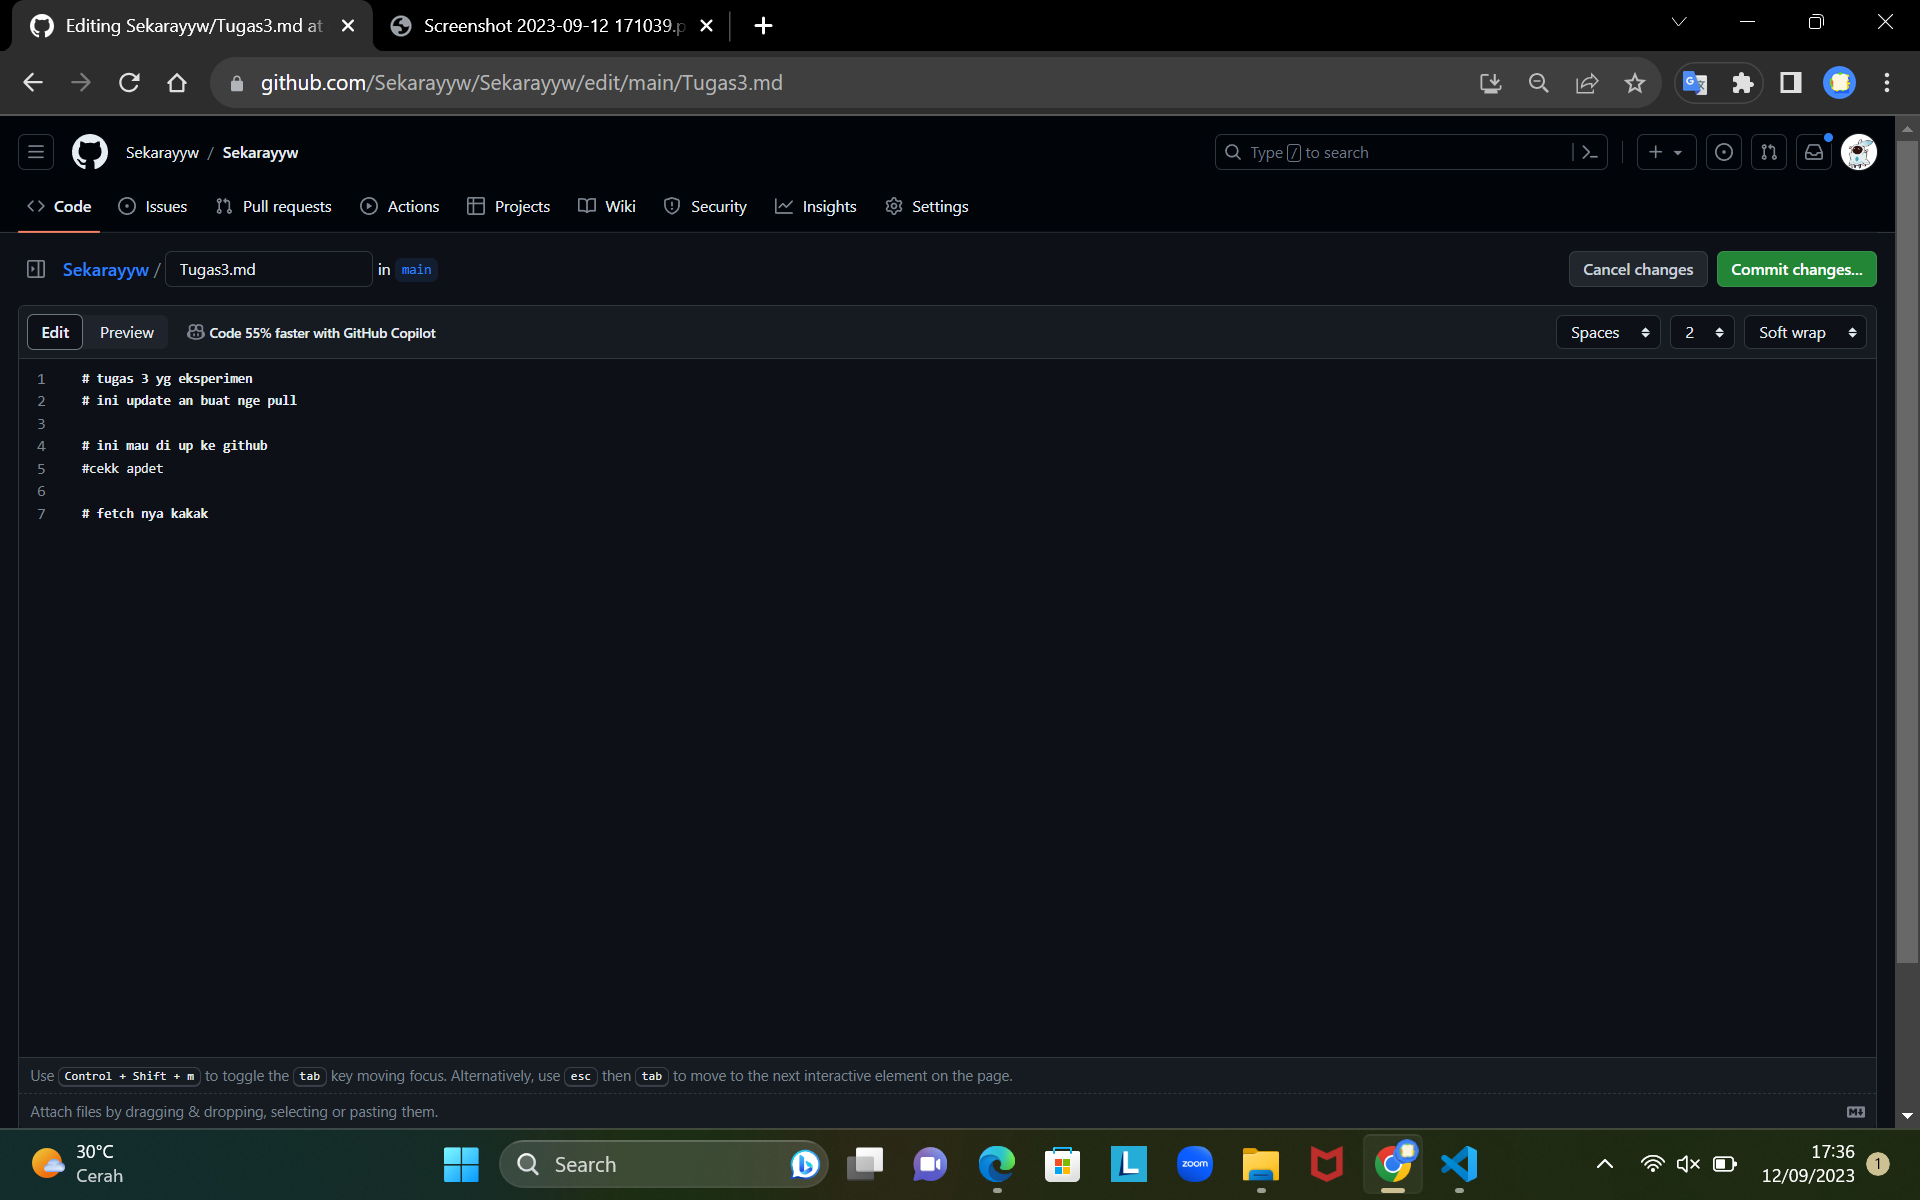 Editing Sekarayyw/Tugas3.md at
Screenshot 2023-09-12 171039.p
github.com/Sekarayyw/Sekarayyw/edit/main/Tugas3.md
Sekarayyw / Sekarayyw
Type / to search
Code
Issues
Pull requests
Actions
Projects
Wiki
Security
Insights
Settings
Sekarayyw / Tugas3.md in main
Cancel changes
Commit changes...
Edit
Preview
Code 55% faster with GitHub Copilot
Spaces
2
Soft wrap
1 # tugas 3 yg eksperimen
2 # ini update an buat nge pull
3
4 # ini mau di up ke github
5 #cekk apdet
6
7 # fetch nya kakak
Use Control + Shift + m to toggle the tab key moving focus. Alternatively, use esc then tab to move to the next interactive element on the page.
Attach files by dragging & dropping, selecting or pasting them.
30°C
Cerah
Search
zoom
17:36
12/09/2023
1